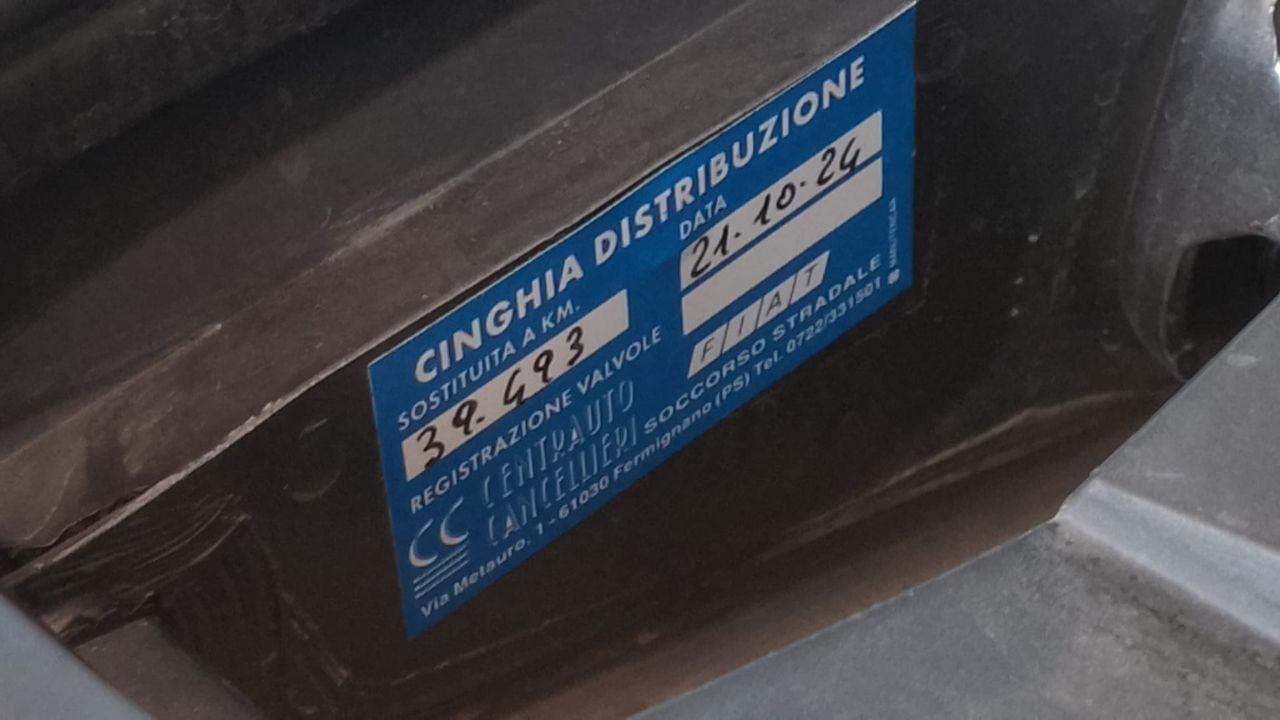 CINGHIA DISTRIBUZIONE
SOSTITUITA A KM.
39.493
DATA
21-10-24
REGISTRAZIONE VALVOLE
CC CENTRAUTO
CANCELLIERI
FIAT
SOCCORSO STRADALE
Via Metauro, 1 - 61030 Fermignano (PS) Tel. 0722/331501